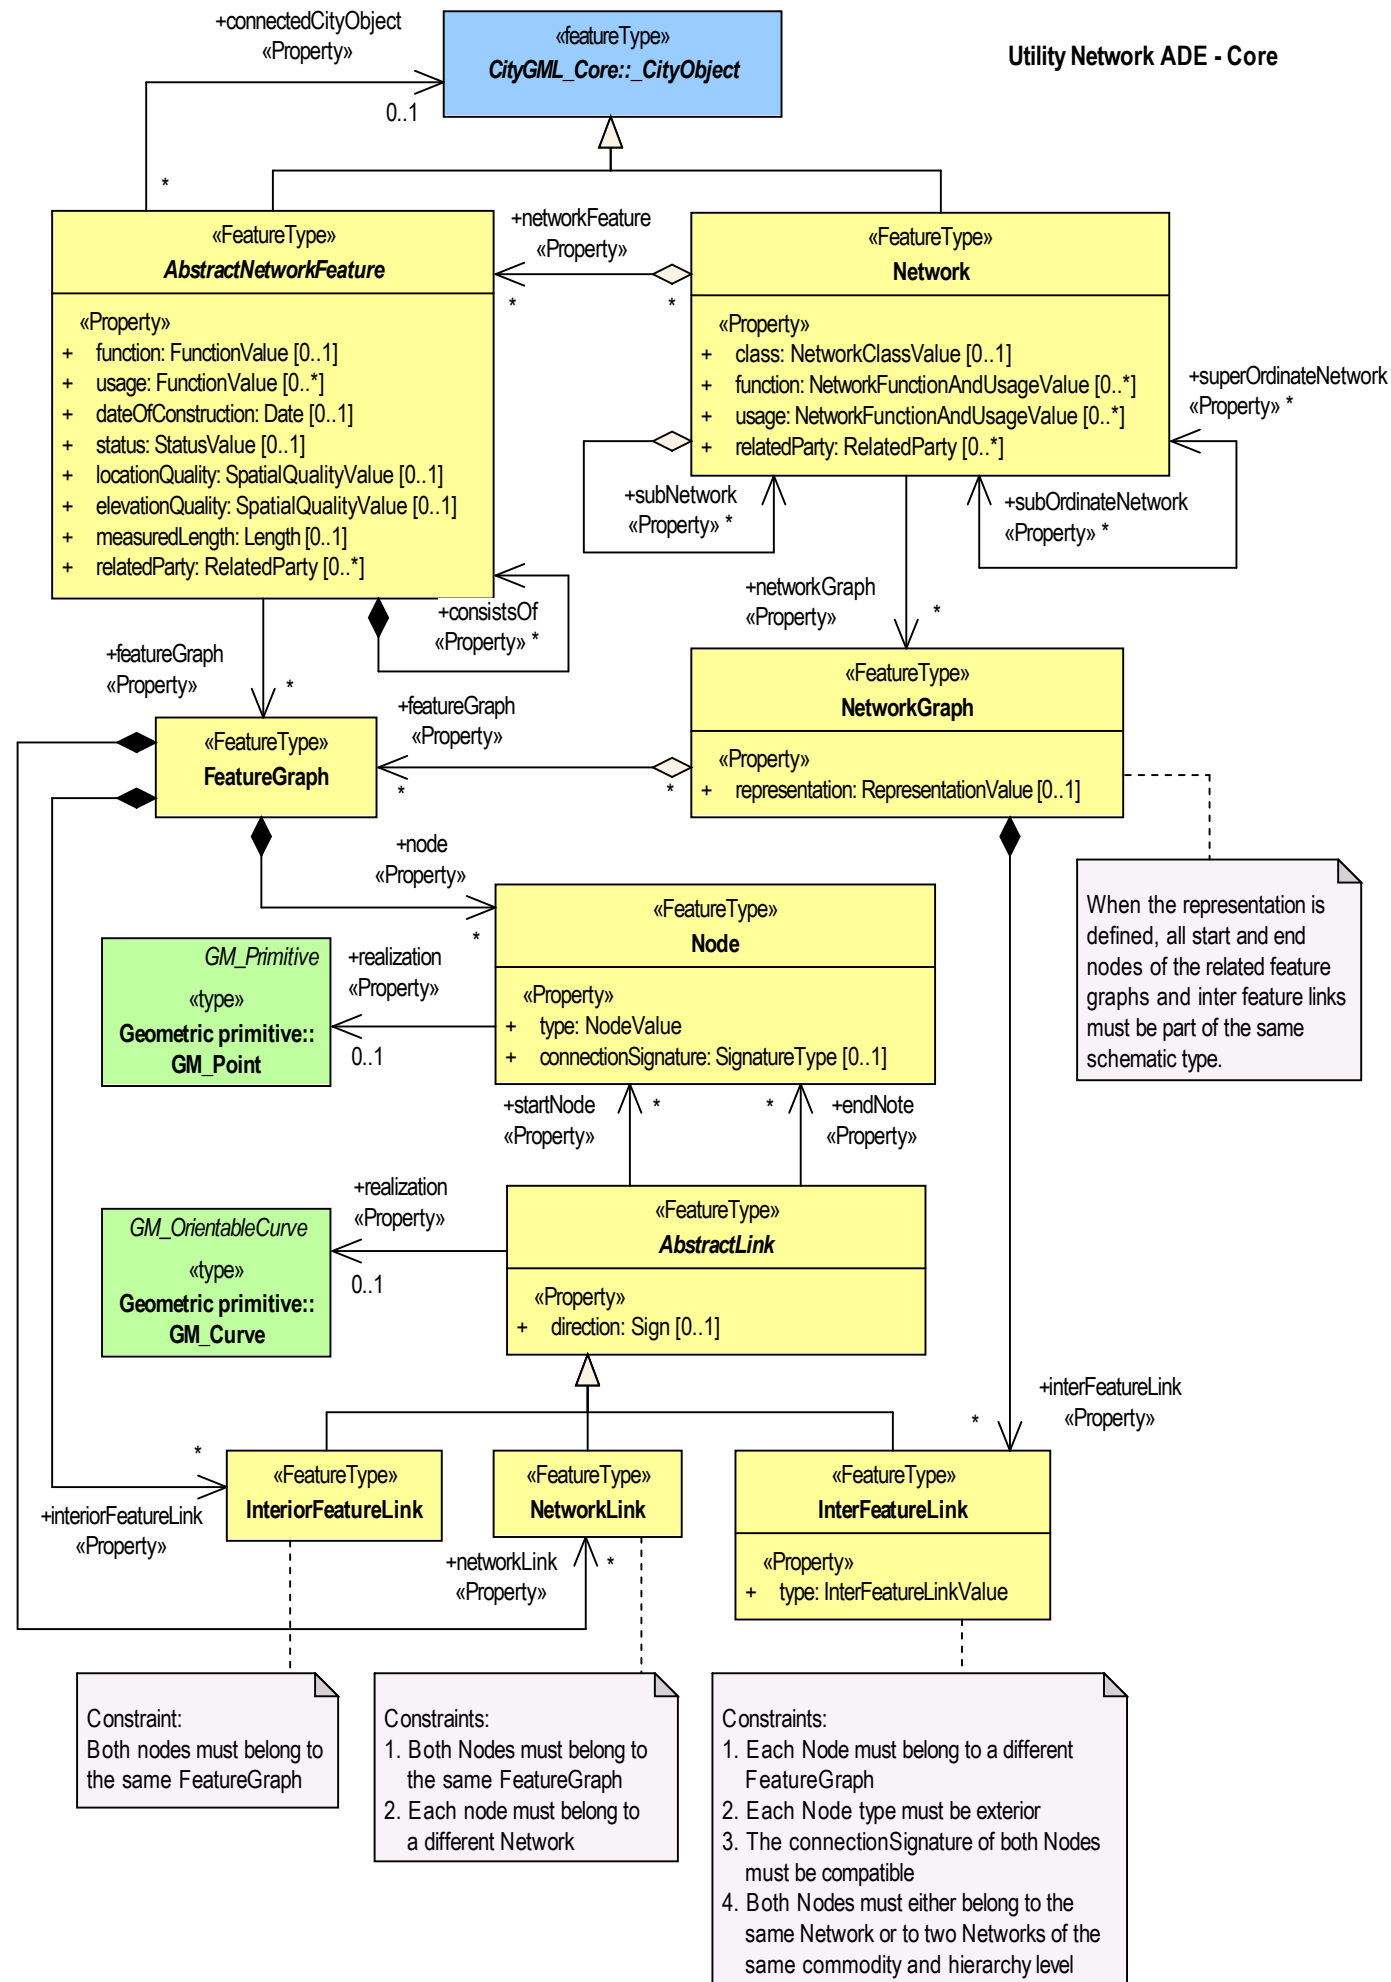 +connectedCityObject
«Property»
0..1
*
«featureType»
CityGML_Core::_CityObject
Utility Network ADE - Core
«FeatureType»
AbstractNetworkFeature
«Property»
+ function: FunctionValue [0..1]
+ usage: FunctionValue [0..*]
+ dateOfConstruction: Date [0..1]
+ status: StatusValue [0..1]
+ locationQuality: SpatialQualityValue [0..1]
+ elevationQuality: SpatialQualityValue [0..1]
+ measuredLength: Length [0..1]
+ relatedParty: RelatedParty [0..*]
+networkFeature
«Property»
*
*
«FeatureType»
Network
«Property»
+ class: NetworkClassValue [0..1]
+ function: NetworkFunctionAndUsageValue [0..*]
+ usage: NetworkFunctionAndUsageValue [0..*]
+ relatedParty: RelatedParty [0..*]
+superOrdinateNetwork
«Property» *
+subNetwork
«Property» *
+subOrdinateNetwork
«Property» *
+consistsOf
«Property» *
+networkGraph
«Property»
*
+featureGraph
«Property»
*
«FeatureType»
FeatureGraph
+featureGraph
«Property»
*
*
«FeatureType»
NetworkGraph
«Property»
+ representation: RepresentationValue [0..1]
When the representation is
defined, all start and end
nodes of the related feature
graphs and inter feature links
must be part of the same
schematic type.
+node
«Property»
*
«FeatureType»
Node
«Property»
+ type: NodeValue
+ connectionSignature: SignatureType [0..1]
+realization
«Property»
0..1
GM_Primitive
«type»
Geometric primitive::
GM_Point
+startNode
«Property»
*
*
+endNote
«Property»
+realization
«Property»
0..1
GM_OrientableCurve
«type»
Geometric primitive::
GM_Curve
«FeatureType»
AbstractLink
«Property»
+ direction: Sign [0..1]
+interFeatureLink
«Property»
*
*
+interiorFeatureLink
«Property»
«FeatureType»
InteriorFeatureLink
«FeatureType»
NetworkLink
+networkLink
«Property»
*
«FeatureType»
InterFeatureLink
«Property»
+ type: InterFeatureLinkValue
Constraint:
Both nodes must belong to
the same FeatureGraph
Constraints:
1. Both Nodes must belong to
the same FeatureGraph
2. Each node must belong to
a different Network
Constraints:
1. Each Node must belong to a different
FeatureGraph
2. Each Node type must be exterior
3. The connectionSignature of both Nodes
must be compatible
4. Both Nodes must either belong to the
same Network or to two Networks of the
same commodity and hierarchy level